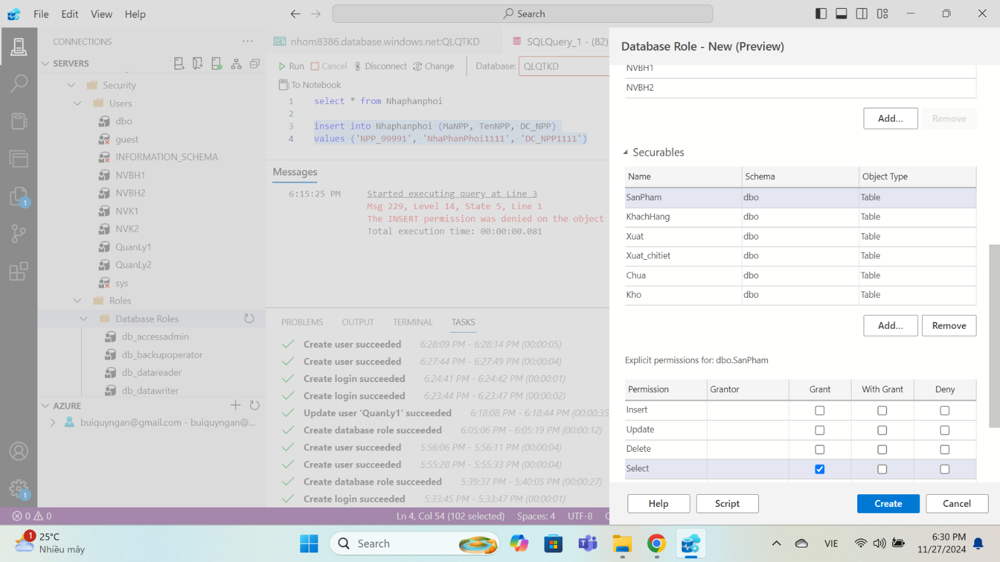 File Edit View Help
Search
CONNECTIONS
SERVERS
Security
Users
dbo
guest
INFORMATION_SCHEMA
NVBH1
NVBH2
NVK1
NVK2
QuanLy1
QuanLy2
sys
Roles
Database Roles
db_accessadmin
db_backupoperator
db_datareader
db_datawriter
AZURE
buiquyngan@gmail.com - buiquyngan@...
nhom8386.database.windows.net:QLQTKD
SQLQuery_1 - (82)
Run Cancel Disconnect Change Database: QLQTKD
To Notebook
1 select * from Nhaphanphoi
2
3 insert into Nhaphanphoi (MaNPP, TenNPP, DC_NPP)
4 values ('NPP_99991', 'NhaPhanPhoi1111', 'DC_NPP1111')
Messages
6:15:25 PM Started executing query at Line 3
Msg 229, Level 14, State 5, Line 1
The INSERT permission was denied on the object
Total execution time: 00:00:00.081
PROBLEMS OUTPUT TERMINAL TASKS
Create user succeeded 6:28:09 PM - 6:28:14 PM (00:00:05)
Create user succeeded 6:27:44 PM - 6:27:49 PM (00:00:04)
Create login succeeded 6:24:41 PM - 6:24:42 PM (00:00:01)
Create login succeeded 6:23:44 PM - 6:23:47 PM (00:00:02)
Update user 'QuanLy1' succeeded 6:18:08 PM - 6:18:44 PM (00:00:35)
Create database role succeeded 6:05:06 PM - 6:05:19 PM (00:00:12)
Create user succeeded 5:56:06 PM - 5:56:11 PM (00:00:04)
Create user succeeded 5:55:28 PM - 5:55:33 PM (00:00:04)
Create database role succeeded 5:39:37 PM - 5:40:05 PM (00:00:27)
Create login succeeded 5:33:45 PM - 5:33:47 PM (00:00:01)
Database Role - New (Preview)
NVBH1
NVBH2
Add... Remove
Securables
Name Schema Object Type
SanPham dbo Table
KhachHang dbo Table
Xuat dbo Table
Xuat_chitiet dbo Table
Chua dbo Table
Kho dbo Table
Add... Remove
Explicit permissions for: dbo.SanPham
Permission Grantor Grant With Grant Deny
Insert
Update
Delete
Select
Help Script Create Cancel
1
1
0 0 Ln 4, Col 54 (102 selected) Spaces: 4 UTF-8
1 25°C
Nhiều mây
Search
VIE
6:30 PM
11/27/2024